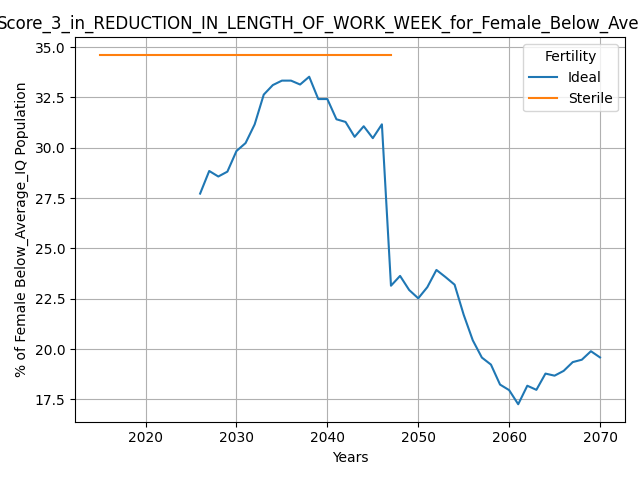 Score_3_in_REDUCTION_IN_LENGTH_OF_WORK_WEEK_for_Female_Below_Ave
35.0
32.5
30.0
27.5
25.0
22.5
20.0
17.5
% of Female Below_Average_IQ Population
Fertility
Ideal
Sterile
2020 2030 2040 2050 2060 2070
Years